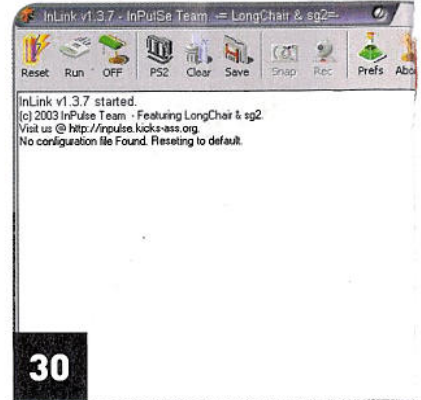 InLink v1.3.7 - InPulSe Team -= LongChair & sg2=-
Reset Run OFF PS2 Clear Save Snap Rec Prefs Abo
InLink v1.3.7 started.
(c) 2003 InPulse Team - Featuring LongChair & sg2.
Visit us @ http://inpulse.kicks-ass.org.
No configuration file Found. Reseting to default.
30